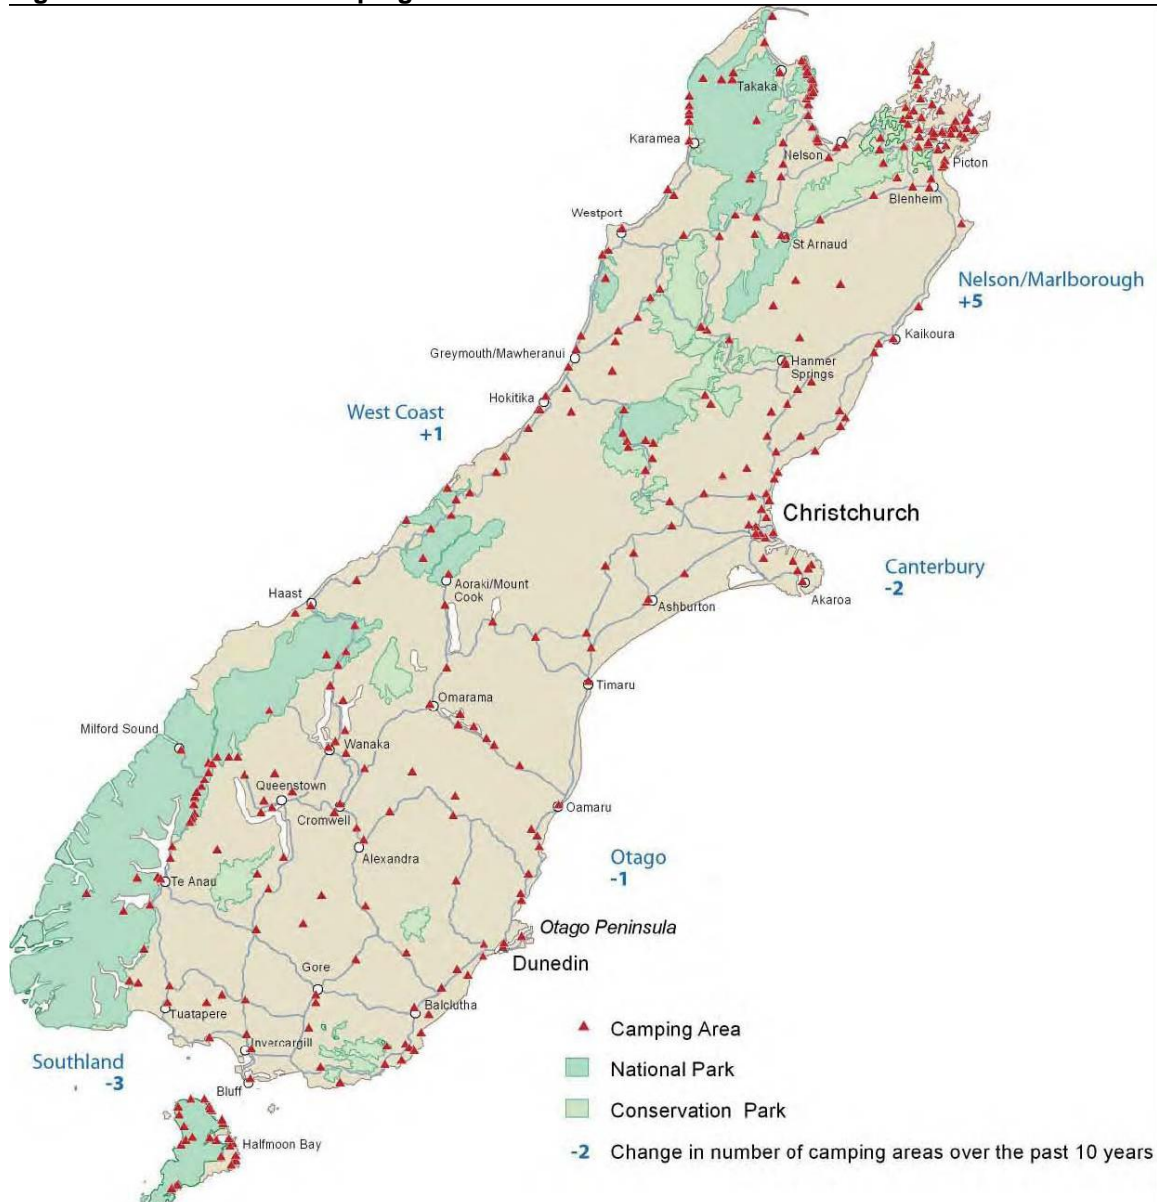 Takaka
Karamea
Nelson
Picton
Blenheim
Westport
St Arnaud
Nelson/Marlborough
+5
Kaikoura
Greymouth/Mawheranui
Hanmer
Springs
Hokitika
West Coast
+1
Christchurch
Canterbury
-2
Akaroa
Aoraki/Mount
Cook
Haast
Ashburton
Timaru
Omarama
Milford Sound
Wanaka
Queenstown
Cromwell
Oamaru
Alexandra
Otago
-1
Te Anau
Otago Peninsula
Dunedin
Gore
Balclutha
Tuatapere
Invercargill
Southland
-3
Bluff
Halfmoon Bay
Camping Area
National Park
Conservation Park
-2 Change in number of camping areas over the past 10 years